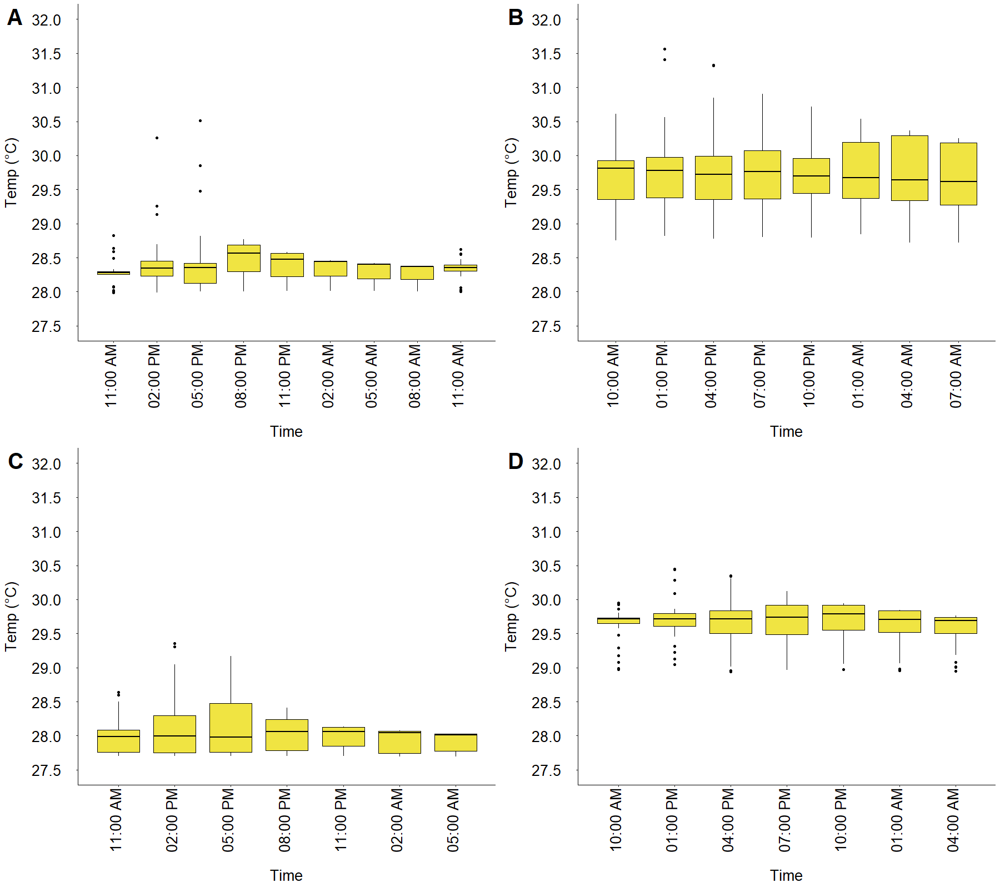 A
32.0
31.5
31.0
30.5
30.0
29.5
29.0
28.5
28.0
27.5
Temp (°C)
11:00 AM
02:00 PM
05:00 PM
08:00 PM
11:00 PM
02:00 AM
05:00 AM
08:00 AM
11:00 AM
Time
B
32.0
31.5
31.0
30.5
30.0
29.5
29.0
28.5
28.0
27.5
Temp (°C)
10:00 AM
01:00 PM
04:00 PM
07:00 PM
10:00 PM
01:00 AM
04:00 AM
07:00 AM
Time
C
32.0
31.5
31.0
30.5
30.0
29.5
29.0
28.5
28.0
27.5
Temp (°C)
11:00 AM
02:00 PM
05:00 PM
08:00 PM
11:00 PM
02:00 AM
05:00 AM
Time
D
32.0
31.5
31.0
30.5
30.0
29.5
29.0
28.5
28.0
27.5
Temp (°C)
10:00 AM
01:00 PM
04:00 PM
07:00 PM
10:00 PM
01:00 AM
04:00 AM
Time